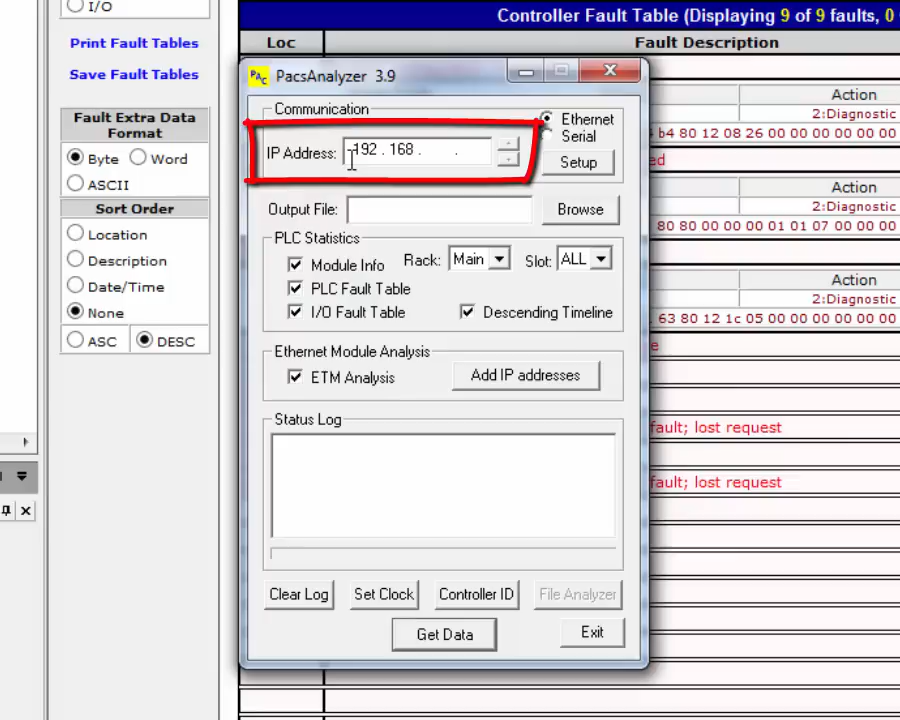 I/O
Print Fault Tables
Save Fault Tables
Fault Extra Data
Format
Byte Word
ASCII
Sort Order
Location
Description
Date/Time
None
ASC DESC
Controller Fault Table (Displaying 9 of 9 faults, 0
Loc Fault Description
Action
2:Diagnostic
b4 80 12 08 26 00 00 00 00 00
ed
Action
2:Diagnostic
80 80 00 00 00 01 01 07 00 00 00
Action
2:Diagnostic
63 80 12 1c 05 00 00 00 00 00 00
e
fault; lost request
fault; lost request
PAC PacsAnalyzer 3.9
Communication
IP Address: 192 . 168 . .
Ethernet
Serial
Setup
Output File: Browse
PLC Statistics
Module Info Rack: Main Slot: ALL
PLC Fault Table
I/O Fault Table Descending Timeline
Ethernet Module Analysis
ETM Analysis Add IP addresses
Status Log
Clear Log Set Clock Controller ID File Analyzer
Get Data Exit